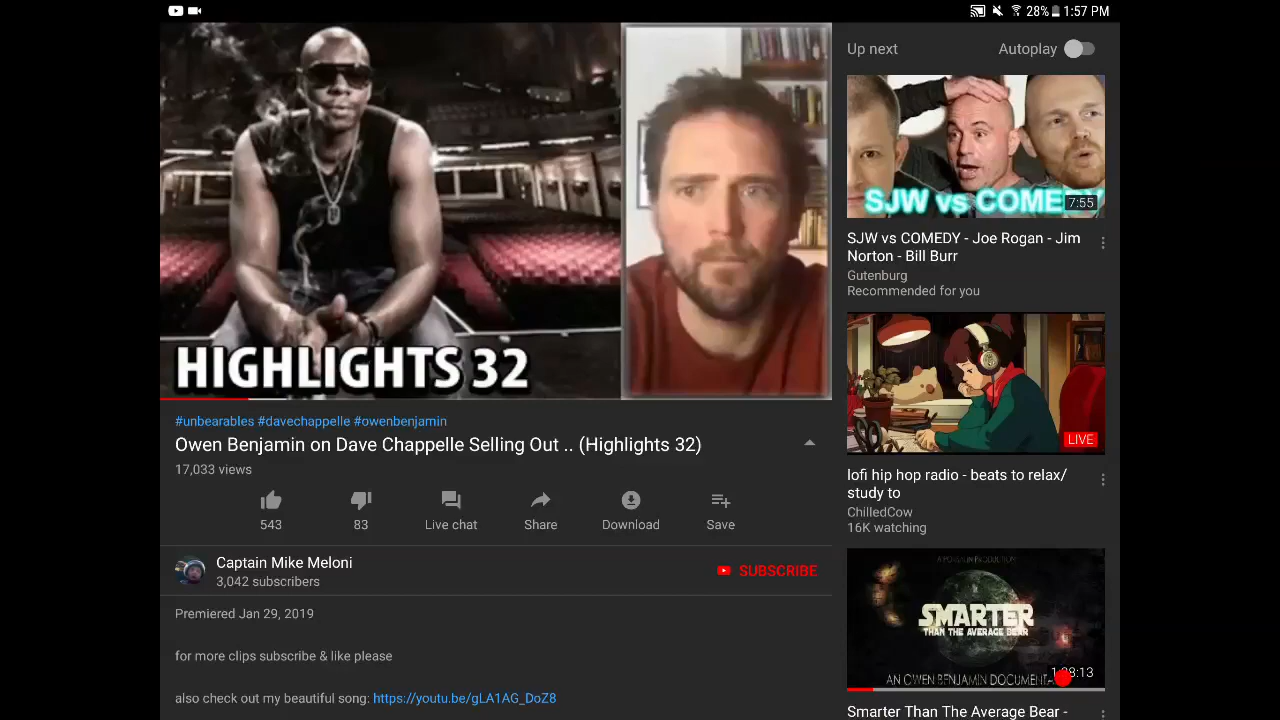 28% 1:57 PM
HIGHLIGHTS 32
#unbearables #davechappelle #owenbenjamin
Owen Benjamin on Dave Chappelle Selling Out .. (Highlights 32)
17,033 views
543
83
Live chat
Share
Download
Save
Captain Mike Meloni
3,042 subscribers
SUBSCRIBE
Premiered Jan 29, 2019
for more clips subscribe & like please
also check out my beautiful song: https://youtu.be/gLA1AG_DoZ8
Up next
Autoplay
SJW vs COMEDY
7:55
SJW vs COMEDY - Joe Rogan - Jim
Norton - Bill Burr
Gutenburg
Recommended for you
LIVE
lofi hip hop radio - beats to relax/
study to
ChilledCow
16K watching
SMARTER
THAN THE AVERAGE BEAR
AN OWEN BENJAMIN DOCUMENTA
Smarter Than The Average Bear -